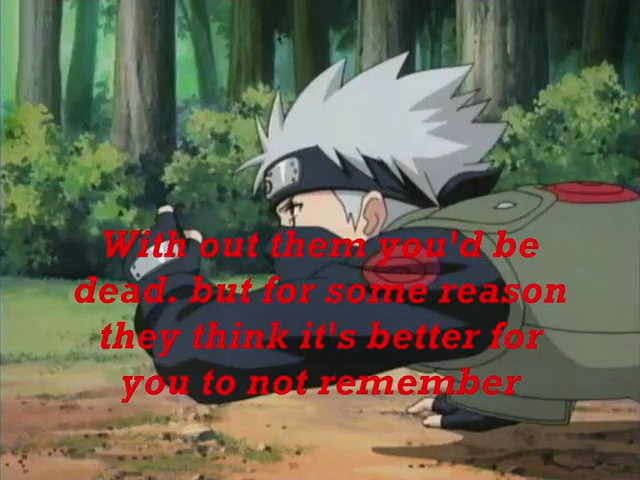 With out them you'd be
dead. but for some reason
they think it's better for
you to not remember